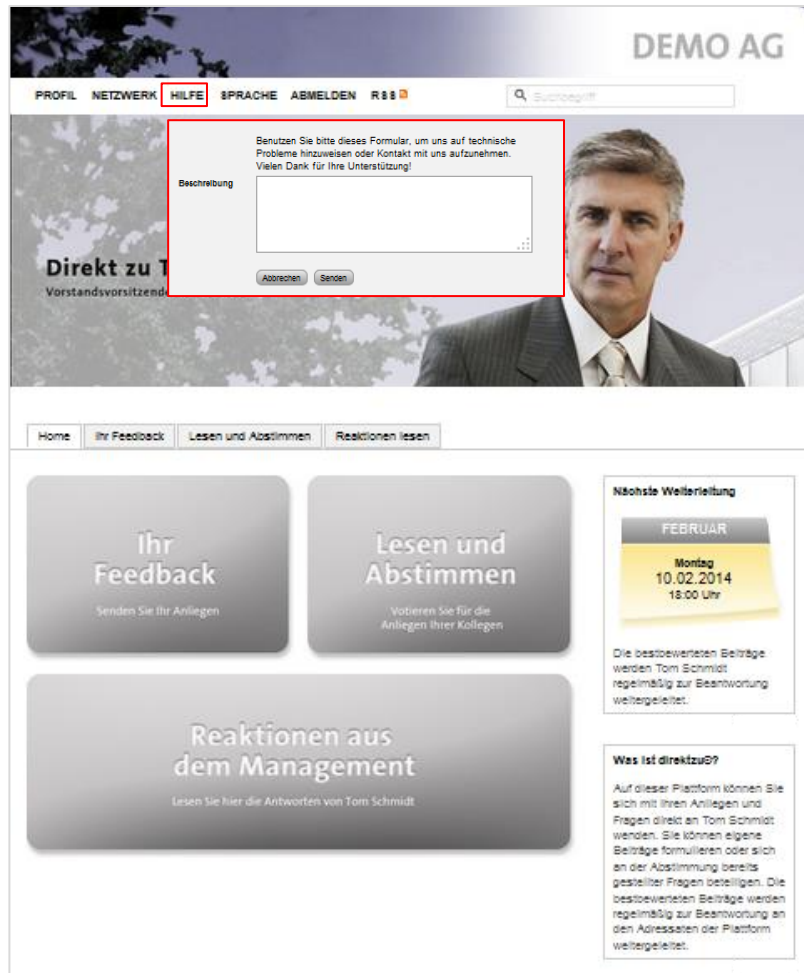 DEMO AG
PROFIL NETZWERK HILFE SPRACHE ABMELDEN RSS
Suchbegriff
Benutzen Sie bitte dieses Formular, um uns auf technische
Probleme hinzuweisen oder Kontakt mit uns aufzunehmen.
Vielen Dank für Ihre Unterstützung!
Beschreibung
Abbrechen Senden
Direkt zu T
Vorstandsvorsitzende
Home Ihr Feedback Lesen und Abstimmen Reaktionen lesen
Ihr
Feedback
Senden Sie Ihr Anliegen
Lesen und
Abstimmen
Votieren Sie für die
Anliegen Ihrer Kollegen
Reaktionen aus
dem Management
Lesen Sie hier die Antworten von Tom Schmidt
Nächste Weiterleitung
FEBRUAR
Montag
10.02.2014
18:00 Uhr
Die bestbewerteten Beiträge
werden Tom Schmidt
regelmäßig zur Beantwortung
weitergeleitet.
Was ist direktzu©?
Auf dieser Plattform können Sie
sich mit Ihren Anliegen und
Fragen direkt an Tom Schmidt
wenden. Sie können eigene
Beiträge formulieren oder sich
an der Abstimmung bereits
gestellter Fragen beteiligen. Die
bestbewerteten Beiträge werden
regelmäßig zur Beantwortung an
den Adressaten der Plattform
weitergeleitet.